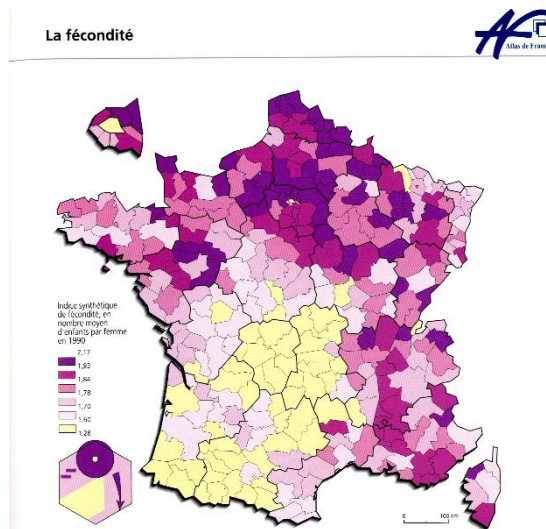 La fécondité
Atlas de France
Indice synthétique
de fécondité, en
nombre moyen
d'enfants par femme
en 1990
2,17
1,93
1,84
1,78
1,70
1,60
1,26
0 100 km